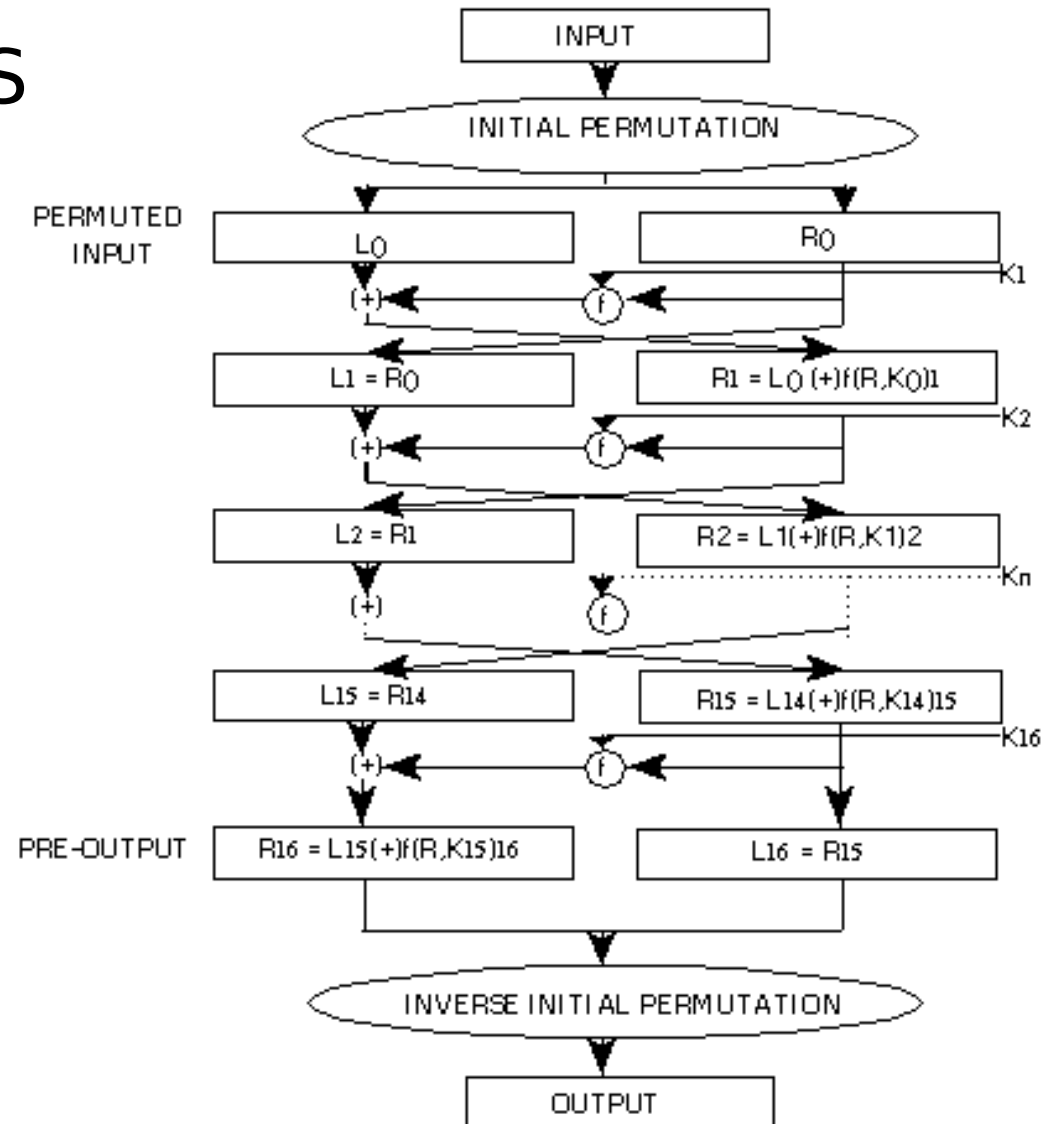 S
INPUT
INITIAL PERMUTATION
PERMUTED
INPUT
L0
R0
K1
(+)
f
L1 = R0
R1 = L0 (+)f(R,K0)1
K2
(+)
f
L2 = R1
R2 = L1(+)f(R,K1)2
Kn
(+)
f
L15 = R14
R15 = L14(+)f(R,K14)15
K16
(+)
f
PRE-OUTPUT
R16 = L15(+)f(R,K15)16
L16 = R15
INVERSE INITIAL PERMUTATION
OUTPUT